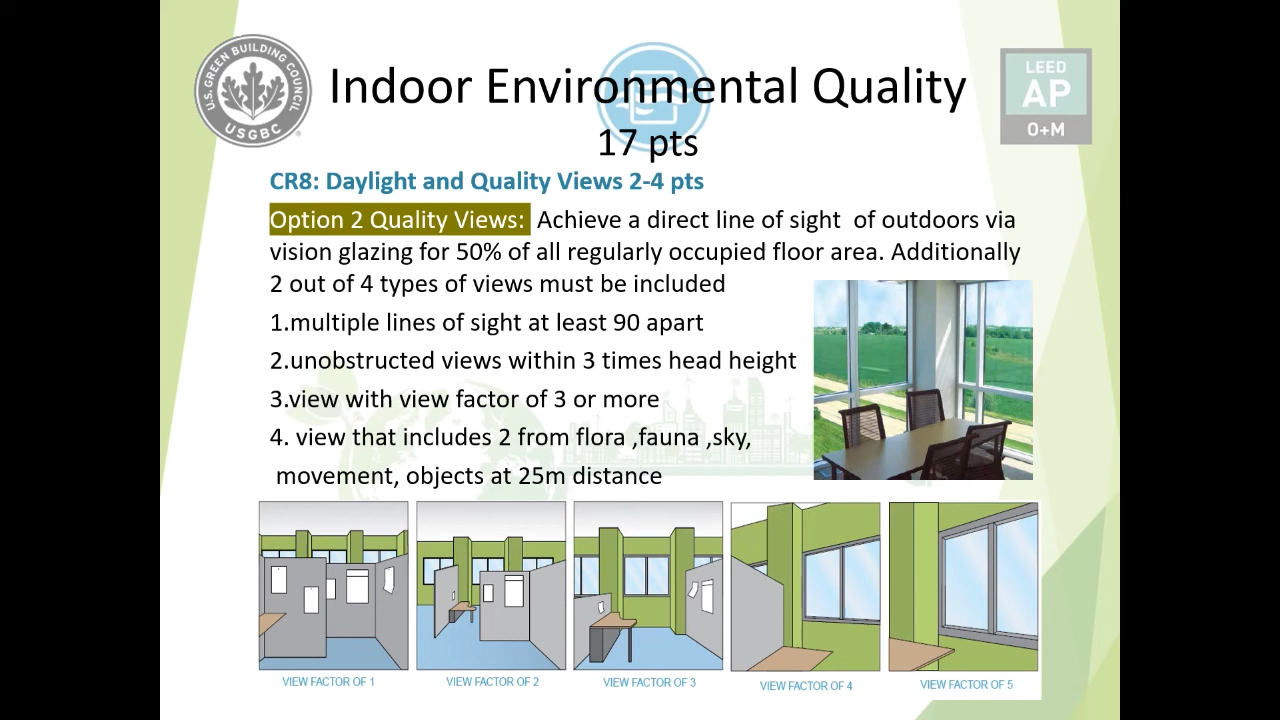 U.S. GREEN BUILDING COUNCIL
USGBC
Indoor Environmental Quality
17 pts
LEED
AP
O+M
CR8: Daylight and Quality Views 2-4 pts
Option 2 Quality Views: Achieve a direct line of sight of outdoors via
vision glazing for 50% of all regularly occupied floor area. Additionally
2 out of 4 types of views must be included
1.multiple lines of sight at least 90 apart
2.unobstructed views within 3 times head height
3.view with view factor of 3 or more
4. view that includes 2 from flora ,fauna ,sky,
movement, objects at 25m distance
VIEW FACTOR OF 1
VIEW FACTOR OF 2
VIEW FACTOR OF 3
VIEW FACTOR OF 4
VIEW FACTOR OF 5